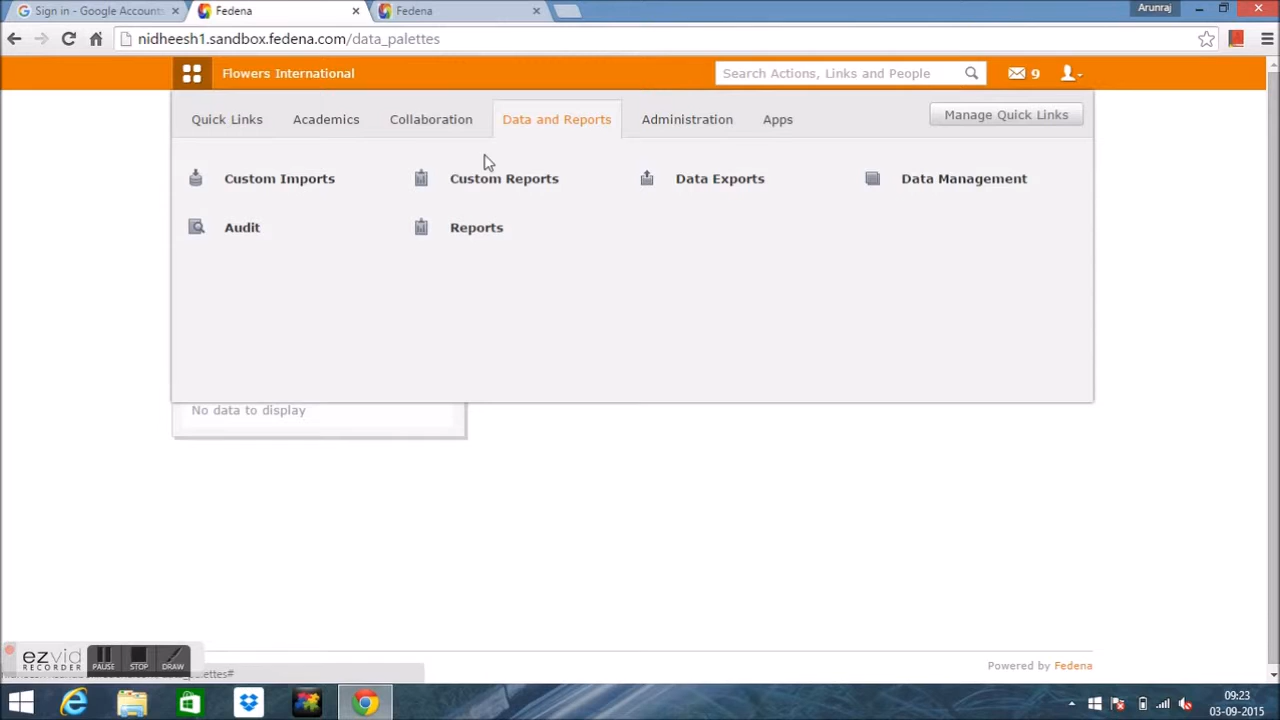 Sign in - Google Accounts
Fedena
Fedena
Arunraj
nidheesh1.sandbox.fedena.com/data_palettes
Flowers International
Search Actions, Links and People
9
Quick Links
Academics
Collaboration
Data and Reports
Administration
Apps
Manage Quick Links
Custom Imports
Custom Reports
Data Exports
Data Management
Audit
Reports
No data to display
ezvid
RECORDER
PAUSE
STOP
DRAW
Powered by Fedena
09:23
03-09-2015